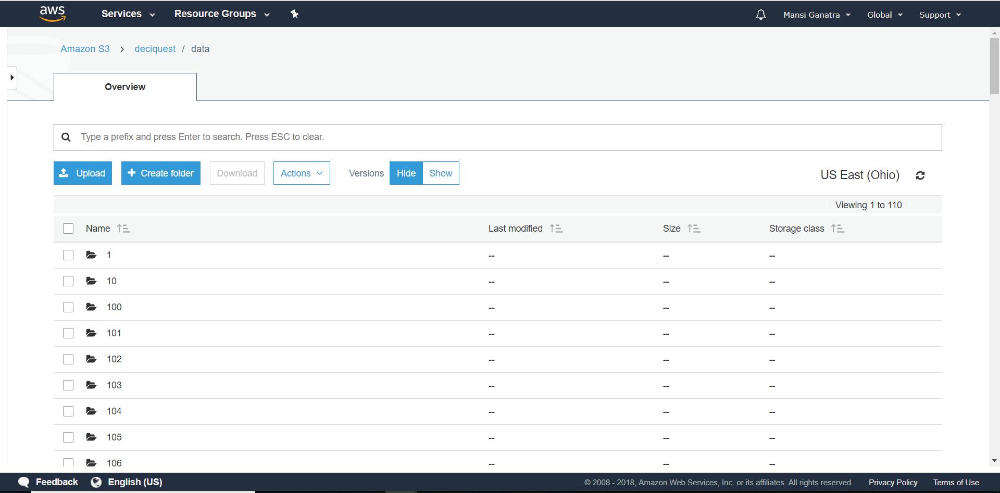 aws Services Resource Groups Mansi Ganatra Global Support
Amazon S3 > deciquest / data
Overview
Type a prefix and press Enter to search. Press ESC to clear.
Upload + Create folder Download Actions Versions Hide Show US East (Ohio)
Viewing 1 to 110
Name Last modified Size Storage class
1 -- -- --
10 -- -- --
100 -- -- --
101 -- -- --
102 -- -- --
103 -- -- --
104 -- -- --
105 -- -- --
106 -- -- --
Feedback English (US) © 2008 - 2018, Amazon Web Services, Inc. or its affiliates. All rights reserved. Privacy Policy Terms of Use